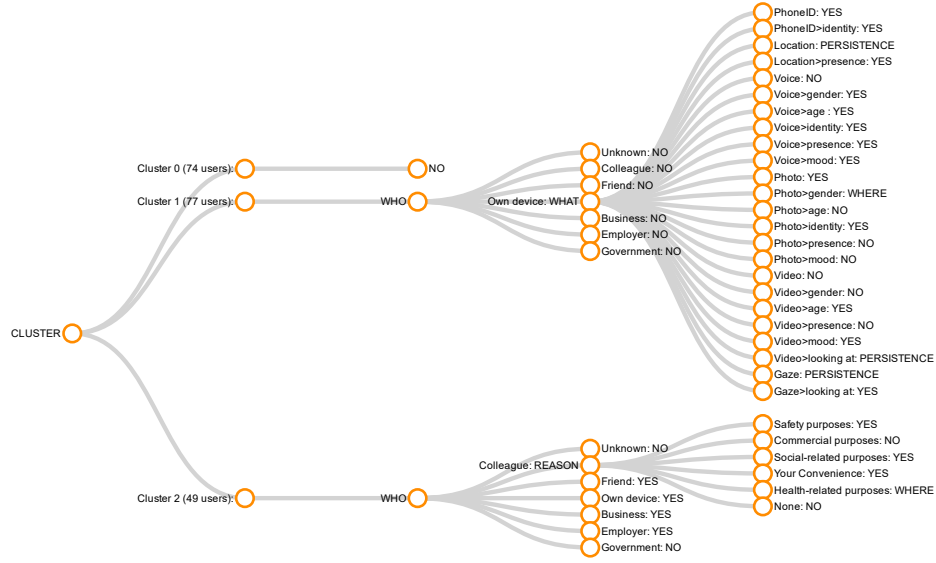 CLUSTER
Cluster 0 (74 users):
NO
Cluster 1 (77 users):
WHO
Unknown: NO
Colleague: NO
Friend: NO
Own device: WHAT
Business: NO
Employer: NO
Government: NO
PhoneID: YES
PhoneID>identity: YES
Location: PERSISTENCE
Location>presence: YES
Voice: NO
Voice>gender: YES
Voice>age : YES
Voice>identity: YES
Voice>presence: YES
Voice>mood: YES
Photo: YES
Photo>gender: WHERE
Photo>age: NO
Photo>identity: YES
Photo>presence: NO
Photo>mood: NO
Video: NO
Video>gender: NO
Video>age: YES
Video>presence: NO
Video>mood: YES
Video>looking at: PERSISTENCE
Gaze: PERSISTENCE
Gaze>looking at: YES
Cluster 2 (49 users):
WHO
Unknown: NO
Colleague: REASON
Friend: YES
Own device: YES
Business: YES
Employer: YES
Government: NO
Safety purposes: YES
Commercial purposes: NO
Social-related purposes: YES
Your Convenience: YES
Health-related purposes: WHERE
None: NO